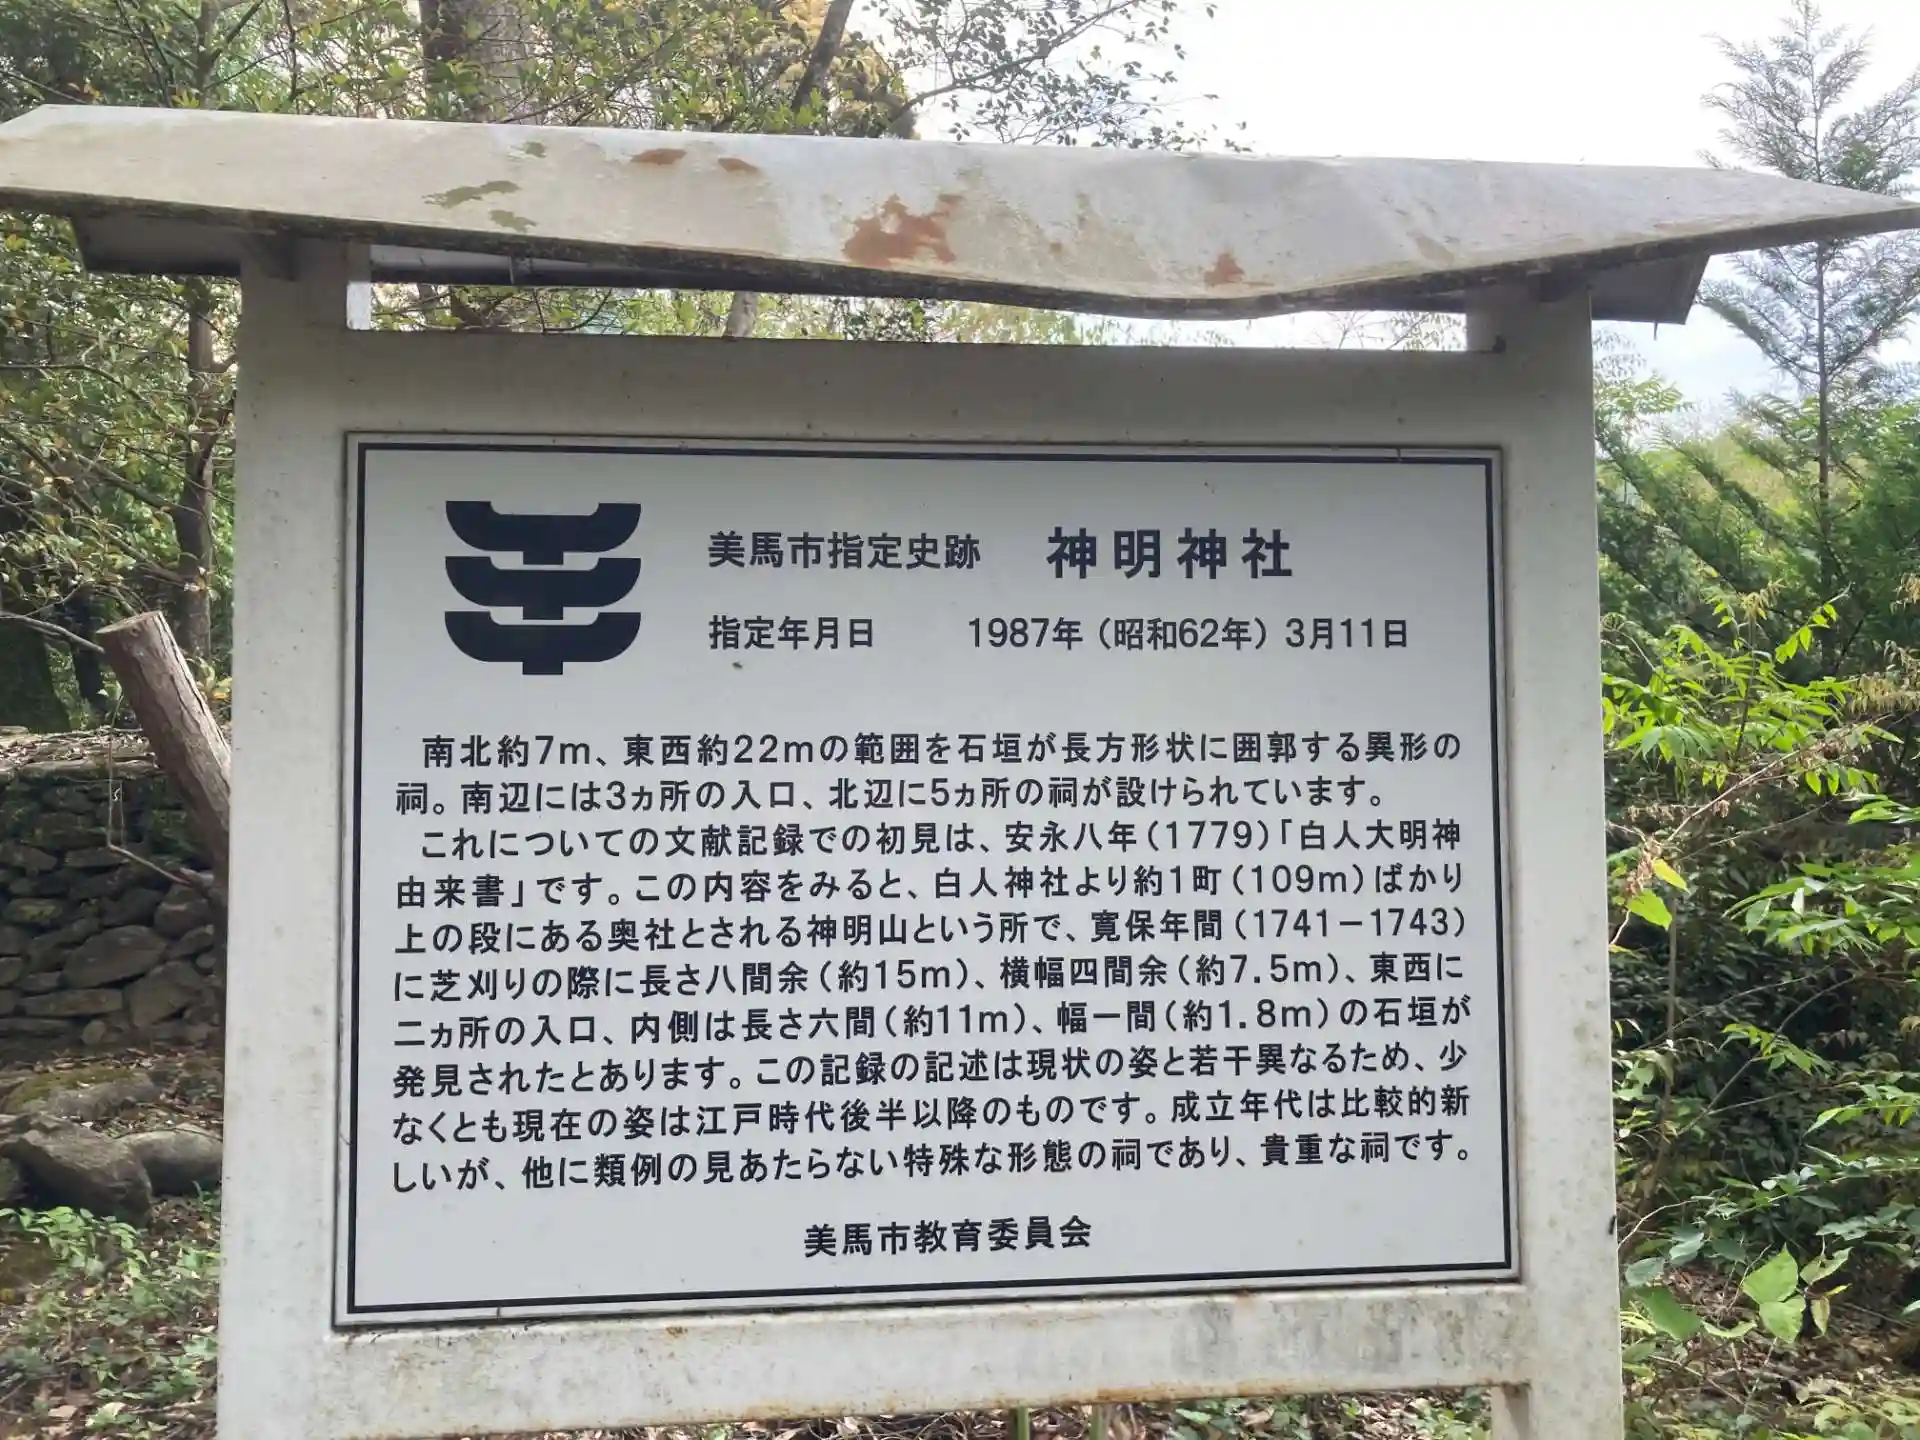 美馬市指定史跡　神明神社
指定年月日　1987年（昭和62年）3月11日
南北約7m、東西約22mの範囲を石垣が長方形状に囲郭する異形の
祠。南辺には3ヵ所の入口、北辺に5ヵ所の祠が設けられています。
これについての文献記録での初見は、安永八年（1779）「白人大明神
由来書」です。この内容をみると、白人神社より約1町（109m）ばかり
上の段にある奥社とされる神明山という所で、寛保年間（1741－1743）
に芝刈りの際に長さ八間余（約15m）、横幅四間余（約7.5m）、東西に
二ヵ所の入口、内側は長さ六間（約11m）、幅一間（約1.8m）の石垣が
発見されたとあります。この記録の記述は現状の姿と若干異なるため、少
なくとも現在の姿は江戸時代後半以降のものです。成立年代は比較的新
しいが、他に類例の見あたらない特殊な形態の祠であり、貴重な祠です。
美馬市教育委員会